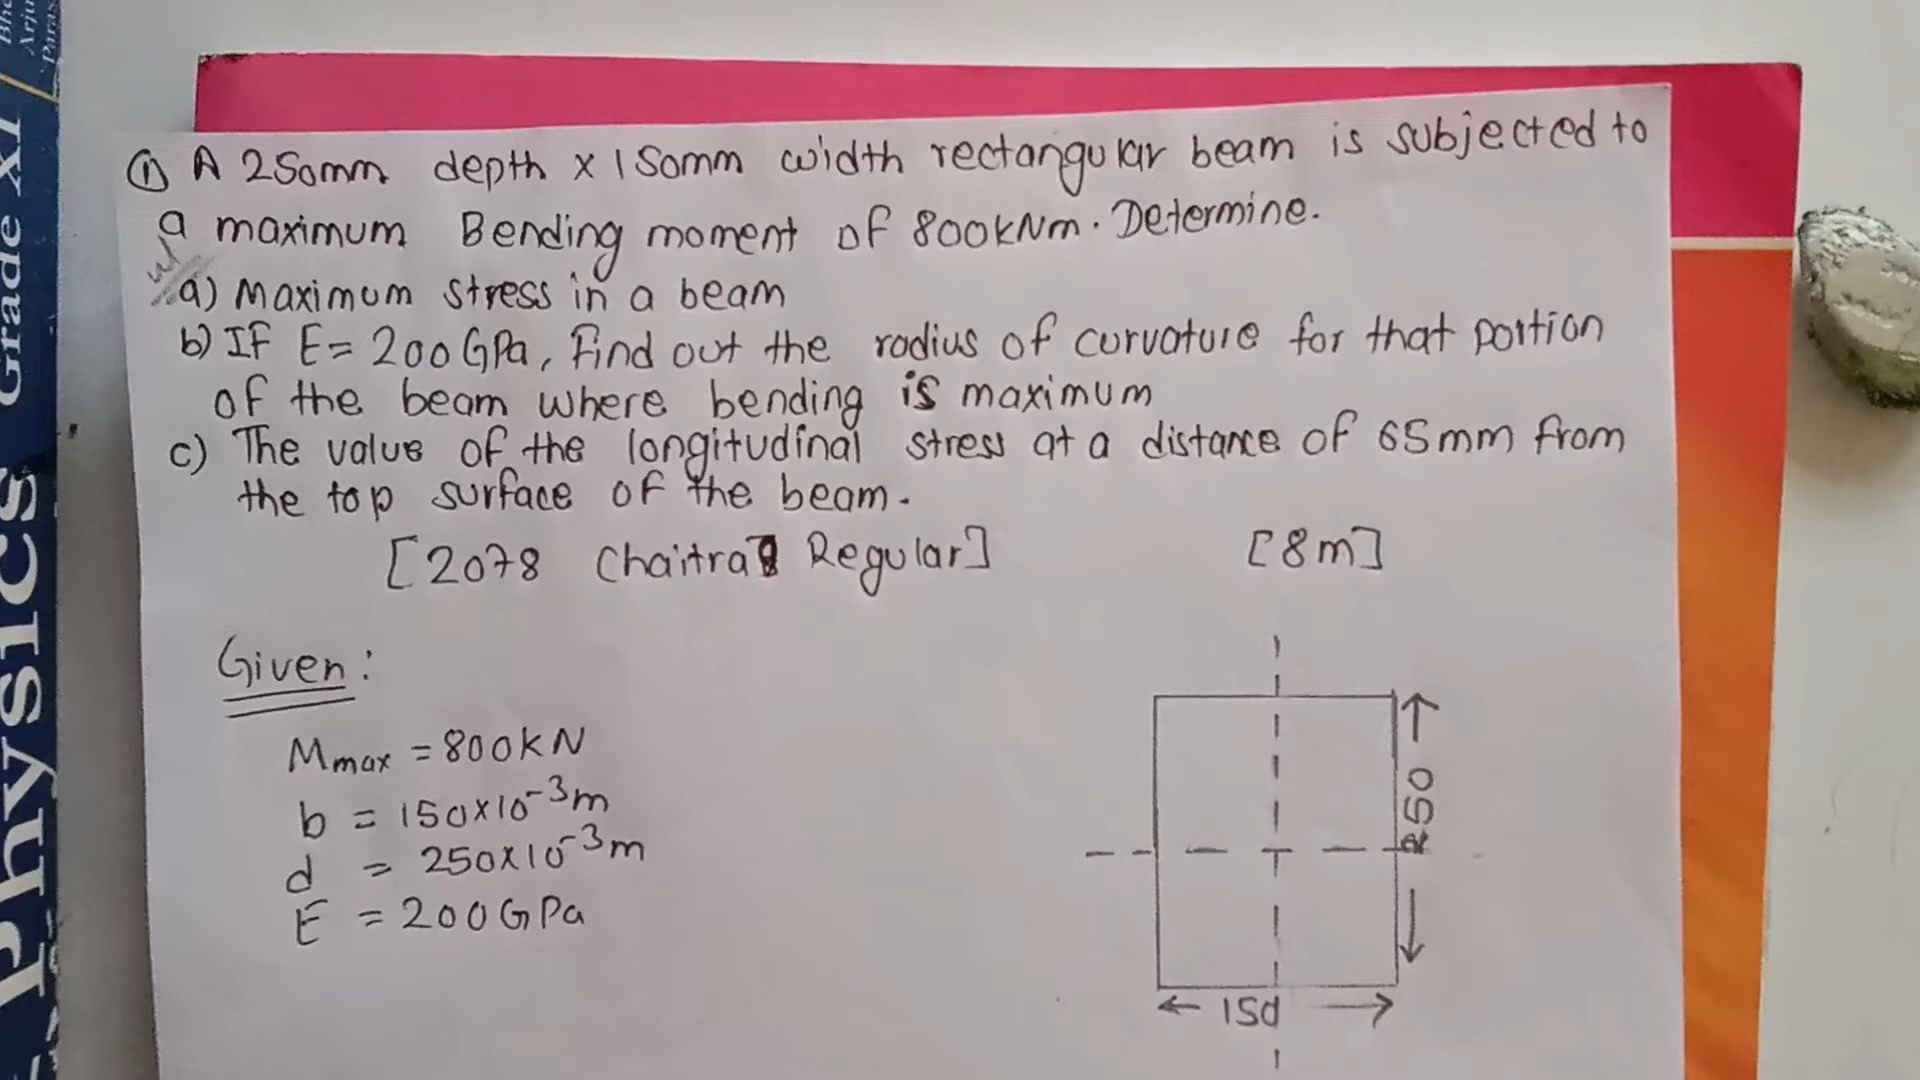 ① A 250mm depth x 150mm width rectangular beam is subjected to
a maximum Bending moment of 800kNm. Determine.
a) Maximum stress in a beam
b) If E = 200 GPa, Find out the radius of curvature for that portion
of the beam where bending is maximum
c) The value of the longitudinal stress at a distance of 65mm from
the top surface of the beam.
[2078 Chaitra Regular] [8m]
Given:
Mmax = 800kN
b = 150x10⁻³m
d = 250x10⁻³m
E = 200GPa
250
150
Physics Grade XI